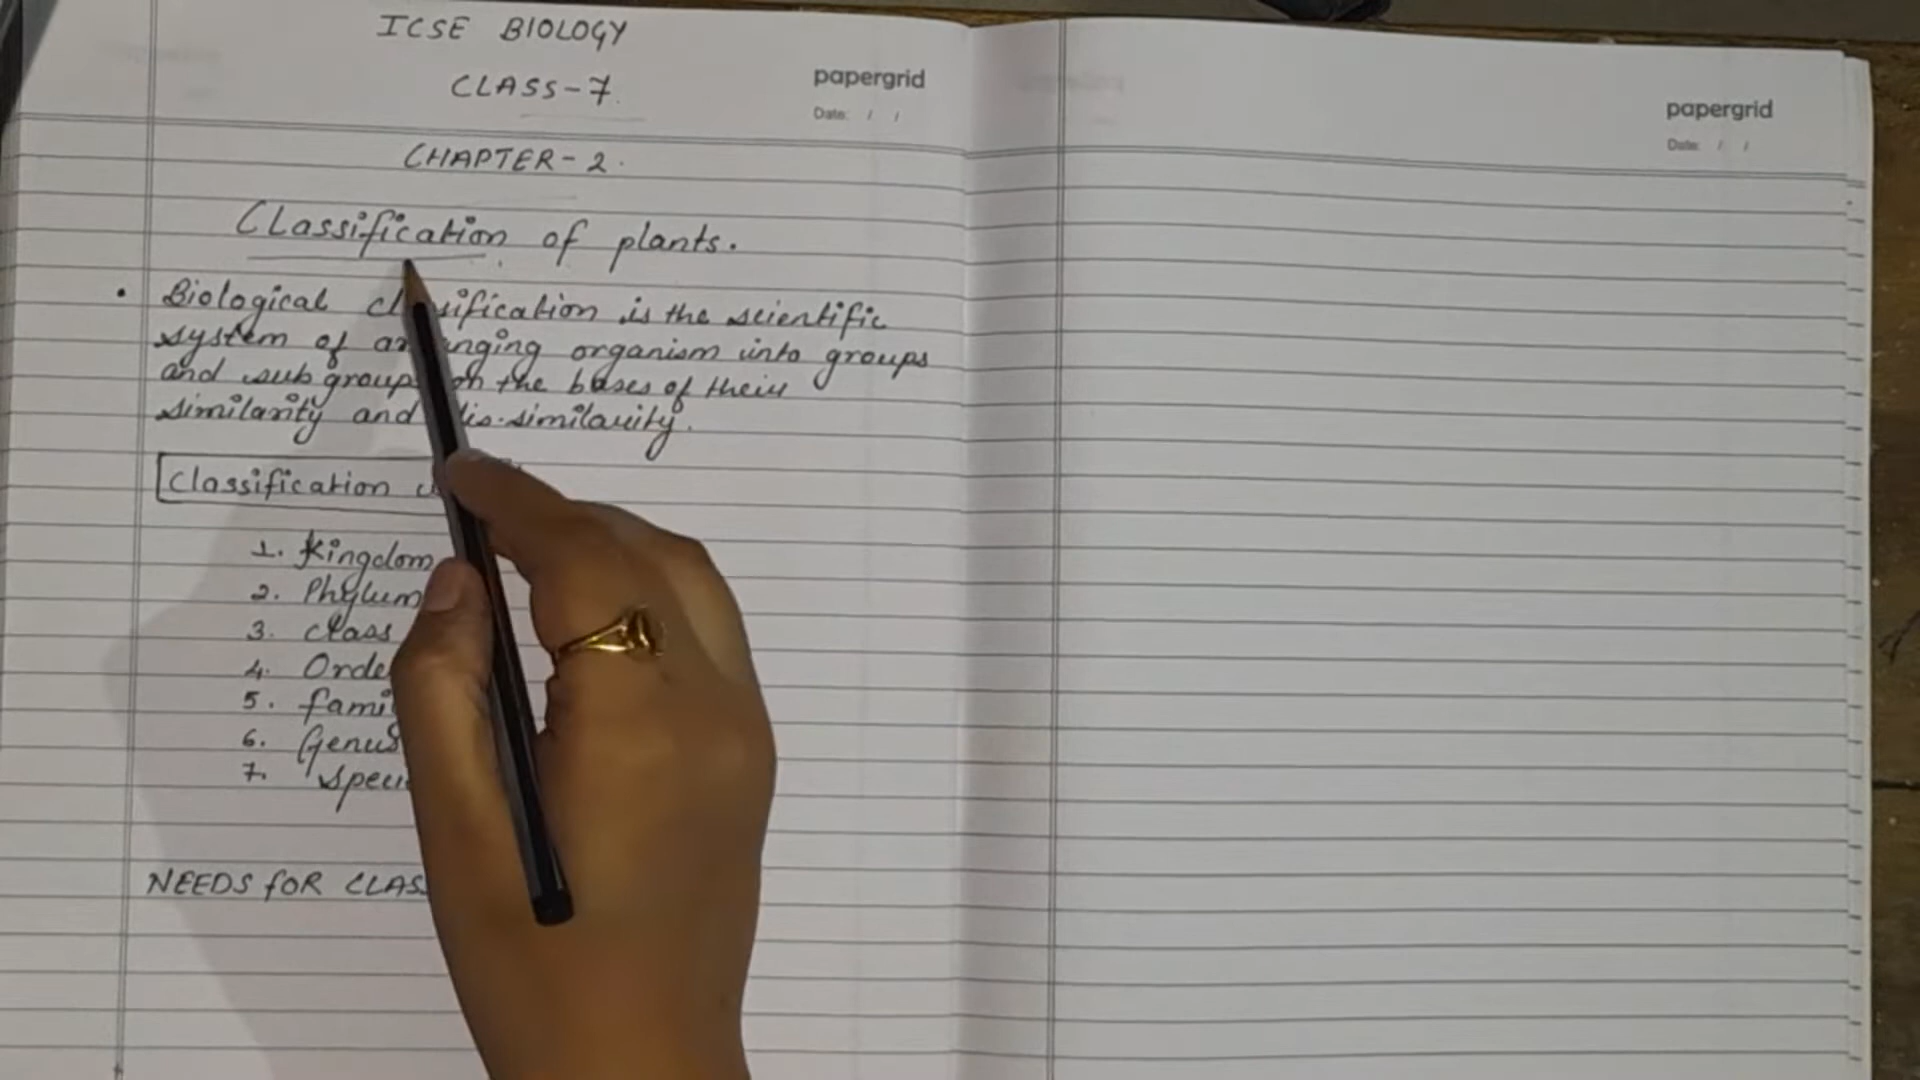 ICSE BIOLOGY
CLASS-7.
papergrid
Date: / /
papergrid
Date: / /
CHAPTER-2.
Classification of plants.
• Biological is the scientific
system of organism into groups
and sub the bases of their
similarity and dis-similarity.
Classification
1. Kingdom
2. Phylum
3. class
4. Orde
5. fami
6. Genus
7. speci
NEEDS fOR CLAS